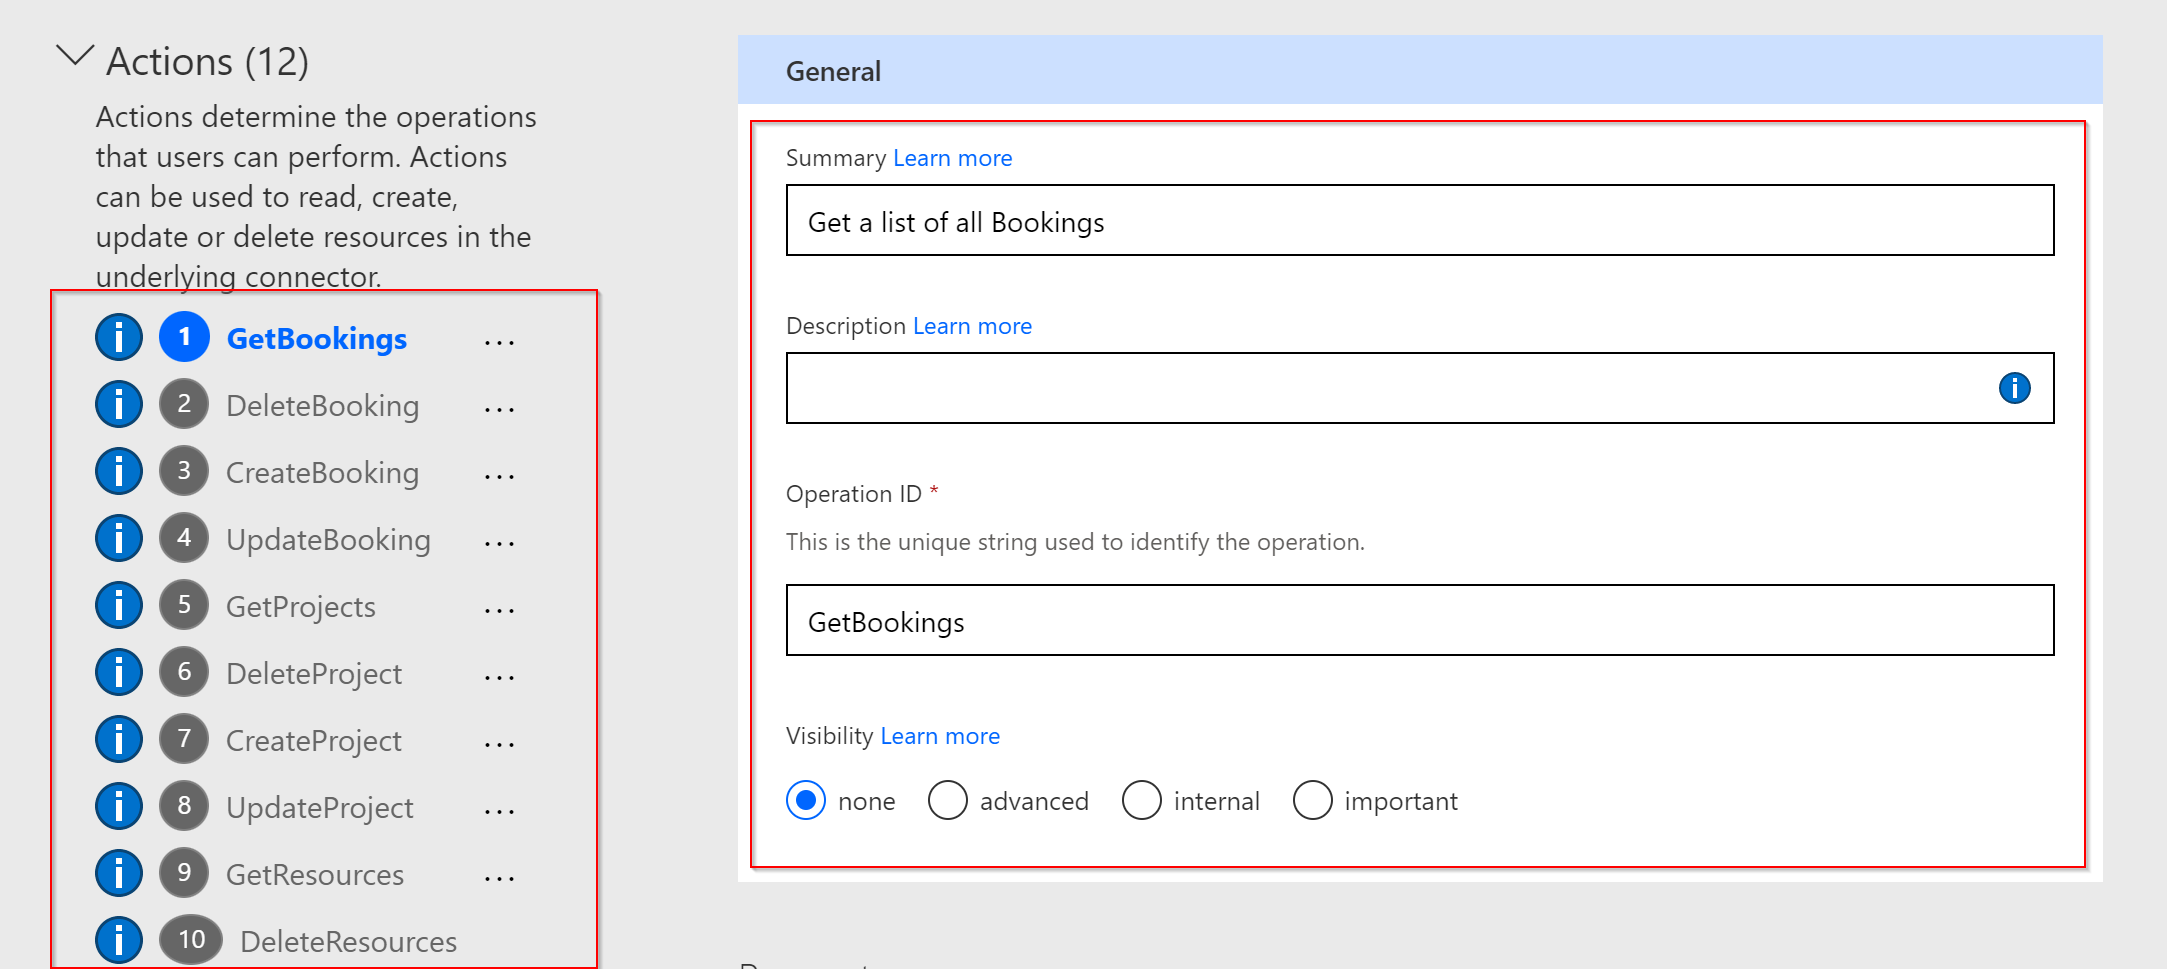 Actions (12)
Actions determine the operations
that users can perform. Actions
can be used to read, create,
update or delete resources in the
underlying connector.
1 GetBookings ...
2 DeleteBooking ...
3 CreateBooking ...
4 UpdateBooking ...
5 GetProjects ...
6 DeleteProject ...
7 CreateProject ...
8 UpdateProject ...
9 GetResources ...
10 DeleteResources
General
Summary Learn more
Get a list of all Bookings
Description Learn more
Operation ID *
This is the unique string used to identify the operation.
GetBookings
Visibility Learn more
none advanced internal important